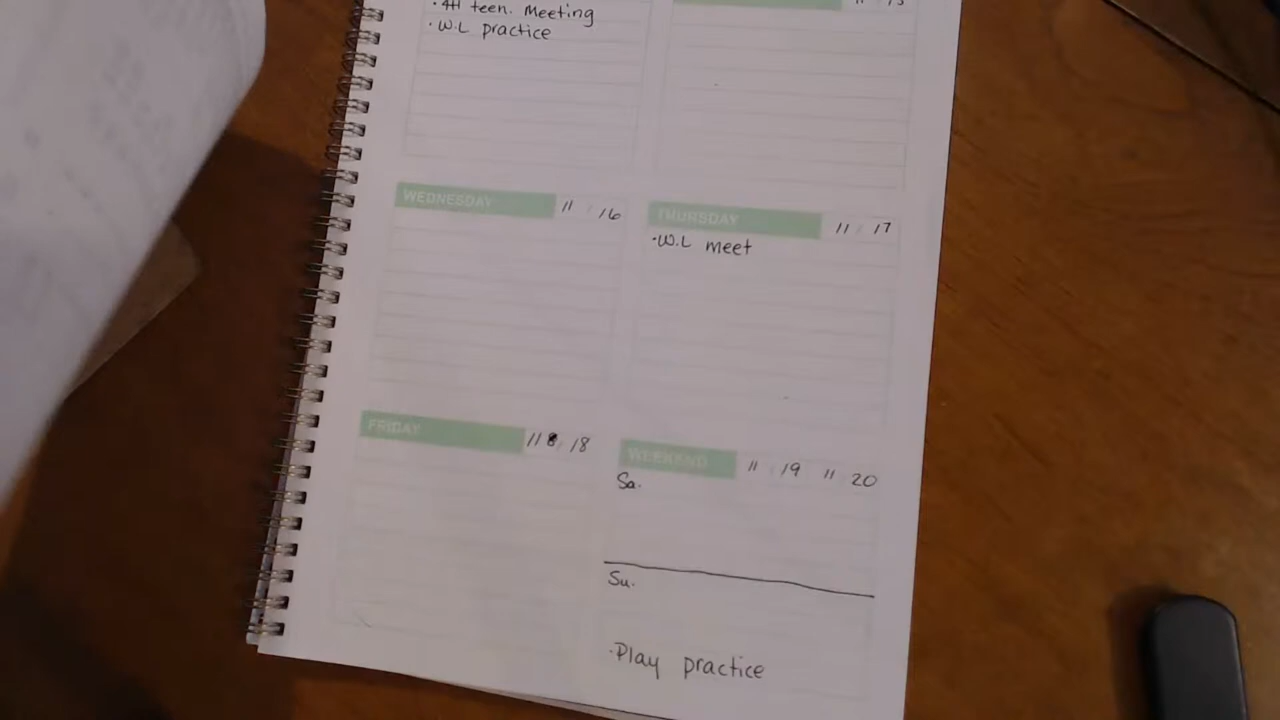 · 4H teen. Meeting
· W.L practice
WEDNESDAY 11 16
THURSDAY 11 17
· W.L meet
FRIDAY 11 18
WEEKEND 11 19 11 20
Sa.
Su.
· Play practice